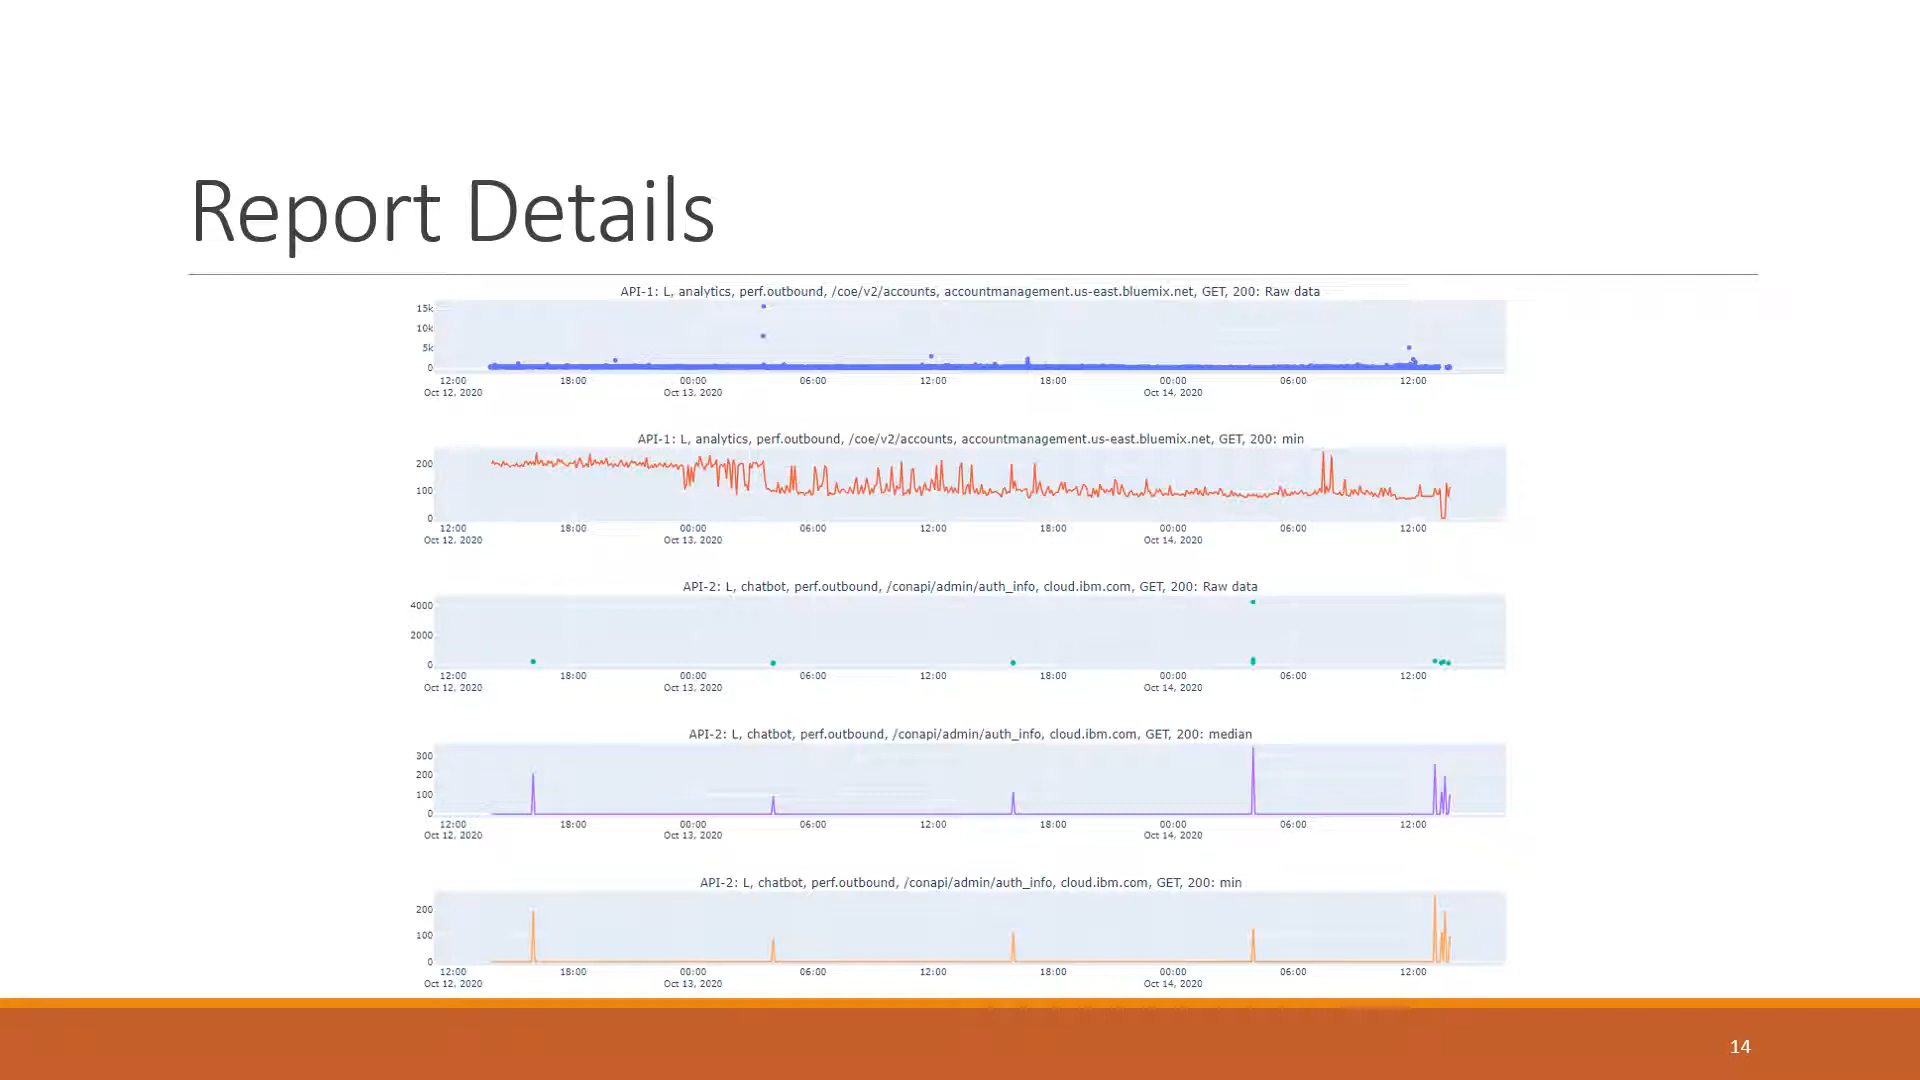 Report Details
API-1: L, analytics, perf.outbound, /coe/v2/accounts, accountmanagement.us-east.bluemix.net, GET, 200: Raw data
15k
10k
5k
0
12:00 18:00 00:00 06:00 12:00 18:00 00:00 06:00 12:00
Oct 12, 2020 Oct 13, 2020 Oct 14, 2020
API-1: L, analytics, perf.outbound, /coe/v2/accounts, accountmanagement.us-east.bluemix.net, GET, 200: min
200
100
0
12:00 18:00 00:00 06:00 12:00 18:00 00:00 06:00 12:00
Oct 12, 2020 Oct 13, 2020 Oct 14, 2020
API-2: L, chatbot, perf.outbound, /conapi/admin/auth_info, cloud.ibm.com, GET, 200: Raw data
4000
2000
0
12:00 18:00 00:00 06:00 12:00 18:00 00:00 06:00 12:00
Oct 12, 2020 Oct 13, 2020 Oct 14, 2020
API-2: L, chatbot, perf.outbound, /conapi/admin/auth_info, cloud.ibm.com, GET, 200: median
300
200
100
0
12:00 18:00 00:00 06:00 12:00 18:00 00:00 06:00 12:00
Oct 12, 2020 Oct 13, 2020 Oct 14, 2020
API-2: L, chatbot, perf.outbound, /conapi/admin/auth_info, cloud.ibm.com, GET, 200: min
200
100
0
12:00 18:00 00:00 06:00 12:00 18:00 00:00 06:00 12:00
Oct 12, 2020 Oct 13, 2020 Oct 14, 2020
14